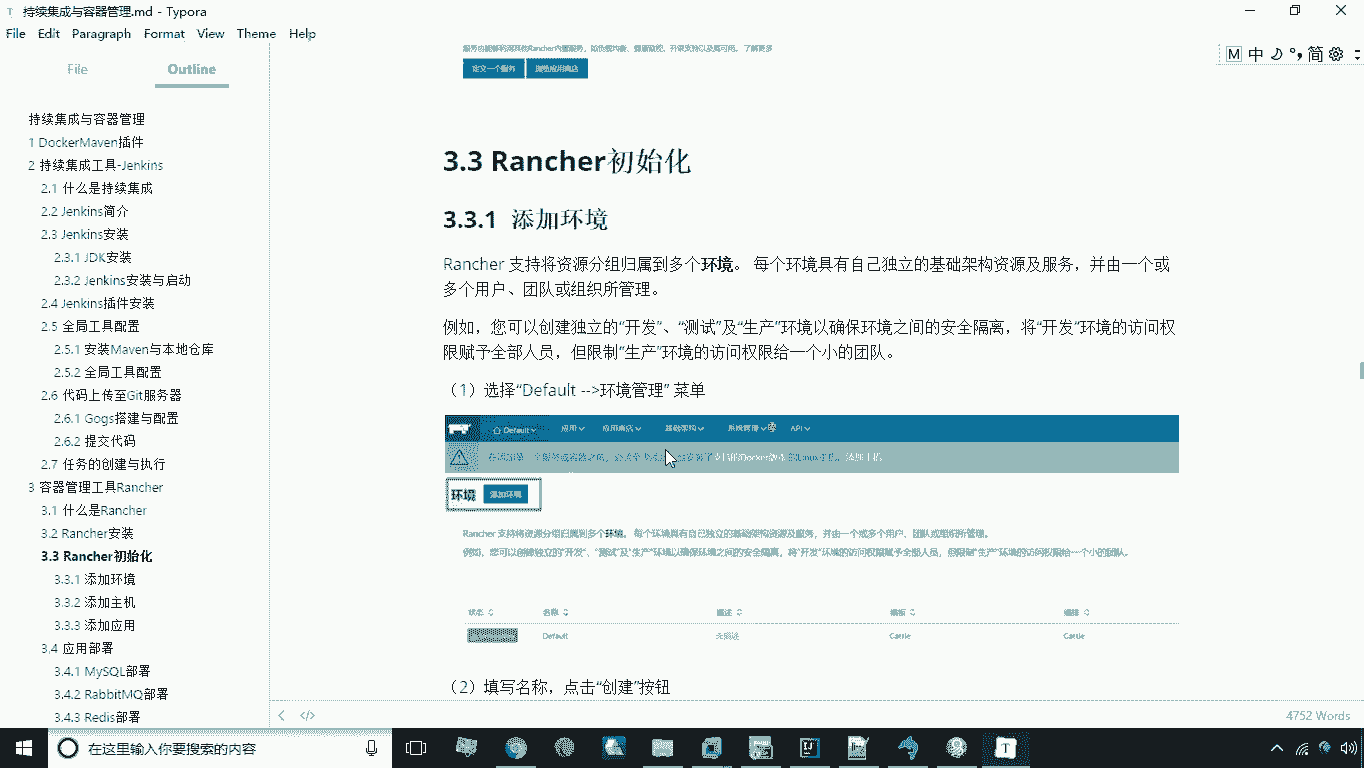 持续集成与容器管理.md - Typora
File Edit Paragraph Format View Theme Help
M 中 简
File Outline
持续集成与容器管理
1 DockerMaven插件
2 持续集成工具-Jenkins
2.1 什么是持续集成
2.2 Jenkins简介
2.3 Jenkins安装
2.3.1 JDK安装
2.3.2 Jenkins安装与启动
2.4 Jenkins插件安装
2.5 全局工具配置
2.5.1 安装Maven与本地仓库
2.5.2 全局工具配置
2.6 代码上传至Git服务器
2.6.1 Gogs搭建与配置
2.6.2 提交代码
2.7 任务的创建与执行
3 容器管理工具Rancher
3.1 什么是Rancher
3.2 Rancher安装
3.3 Rancher初始化
3.3.1 添加环境
3.3.2 添加主机
3.3.3 添加应用
3.4 应用部署
3.4.1 MySQL部署
3.4.2 RabbitMQ部署
3.4.3 Redis部署
定义一个服务
3.3 Rancher初始化
3.3.1 添加环境
Rancher 支持将资源分组归属到多个环境。 每个环境具有自己独立的基础架构资源及服务，并由一个或
多个用户、团队或组织所管理。
例如，您可以创建独立的“开发”、“测试”及“生产”环境以确保环境之间的安全隔离，将“开发”环境的访问权
限赋予全部人员，但限制“生产”环境的访问权限给一个小的团队。
（1）选择“Default -->环境管理” 菜单
Default 应用 应用商店 基础架构 系统管理 API
环境 添加环境
Rancher 支持将资源分组归属到多个环境。 每个环境具有自己独立的基础架构资源及服务，并由一个或多个用户、团队或组织所管理。
例如，您可以创建独立的“开发”、“测试”及“生产”环境以确保环境之间的安全隔离，将“开发”环境的访问权限赋予全部人员，但限制“生产”环境的访问权限给一个小的团队。
状态 名称 描述 模板 编排
Default 无描述 Cattle Cattle
（2）填写名称，点击“创建”按钮
4752 Words
在这里输入你要搜索的内容